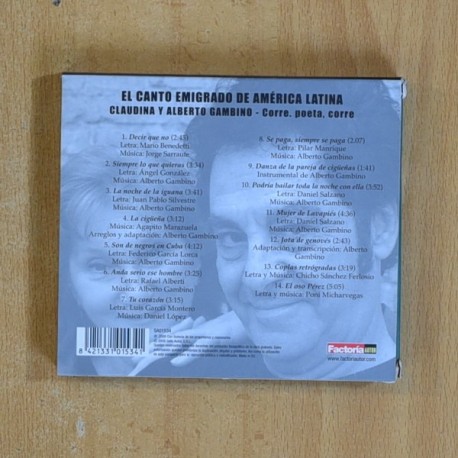 EL CANTO EMIGRADO DE AMÉRICA LATINA
CLAUDINA Y ALBERTO GAMBINO - Corre, poeta, corre
1. Decir que no (2:43)
Letra: Mario Benedetti
Música: Jorge Sarraute
2. Siempre lo que quieras (3:34)
Letra: Ángel González
Música: Alberto Gambino
3. La noche de la iguana (3:41)
Letra: Juan Pablo Silvestre
Música: Alberto Gambino
4. La cigüeña (3:12)
Música: Agapito Marazuela
Arreglos y adaptación: Alberto Gambino
5. Son de negros en Cuba (4:12)
Letra: Federico García Lorca
Música: Alberto Gambino
6. Anda serio ese hombre (3:25)
Letra: Rafael Alberti
Música: Alberto Gambino
7. Tu corazón (3:15)
Letra: Luis García Montero
Música: Daniel López
8. Se paga, siempre se paga (2:07)
Letra: Pilar Manrique
Música: Alberto Gambino
9. Danza de la pareja de cigüeñas (1:41)
Instrumental de Alberto Gambino
10. Podría bailar toda la noche con ella (3:52)
Letra: Daniel Salzano
Música: Alberto Gambino
11. Mujer de Lavapiés (4:36)
Letra: Daniel Salzano
Música: Alberto Gambino
12. Jota de genoveo (2:43)
Adaptación y transcripción: Alberto Gambino
13. Coplas retrógradas (3:19)
Letra y Música: Chicho Sánchez Ferlosio
14. El oso Pérez (5:01)
Letra y música: Poni Micharvegas
8 421331 015341
Factoría AUTOR
www.factoriautor.com